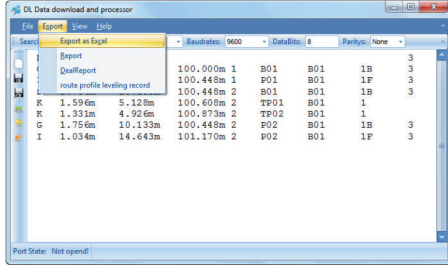 DL Data download and processor
File Export View Help
Export as Excel
Baudrates: 9600 DataBits: 8 Paritys: None
Report
DealReport
route profile leveling record
3
100.000m 1 B01 B01 1B 3
100.448m 1 P01 B01 1F 3
100.448m 2 B01 B01 1B 3
K 1.596m 5.128m 100.608m 2 TP01 B01 1
K 1.331m 4.926m 100.873m 2 TP02 B01 1
G 1.756m 10.133m 100.448m 2 P02 B01 1B 3
I 1.034m 14.643m 101.170m 2 P02 B01 1F 3
Port State: Not opend!